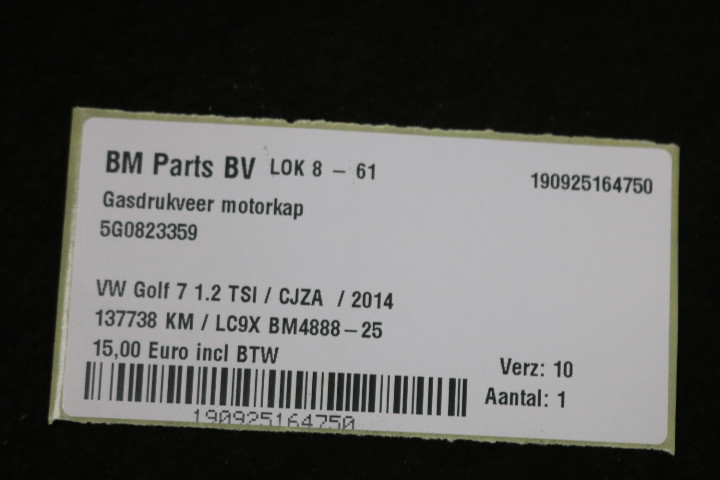 BM Parts BV LOK 8 - 61
190925164750
Gasdrukveer motorkap
5G0823359
VW Golf 7 1.2 TSI / CJZA / 2014
137738 KM / LC9X BM4888-25
15,00 Euro incl BTW
Verz: 10
Aantal: 1
190925164750